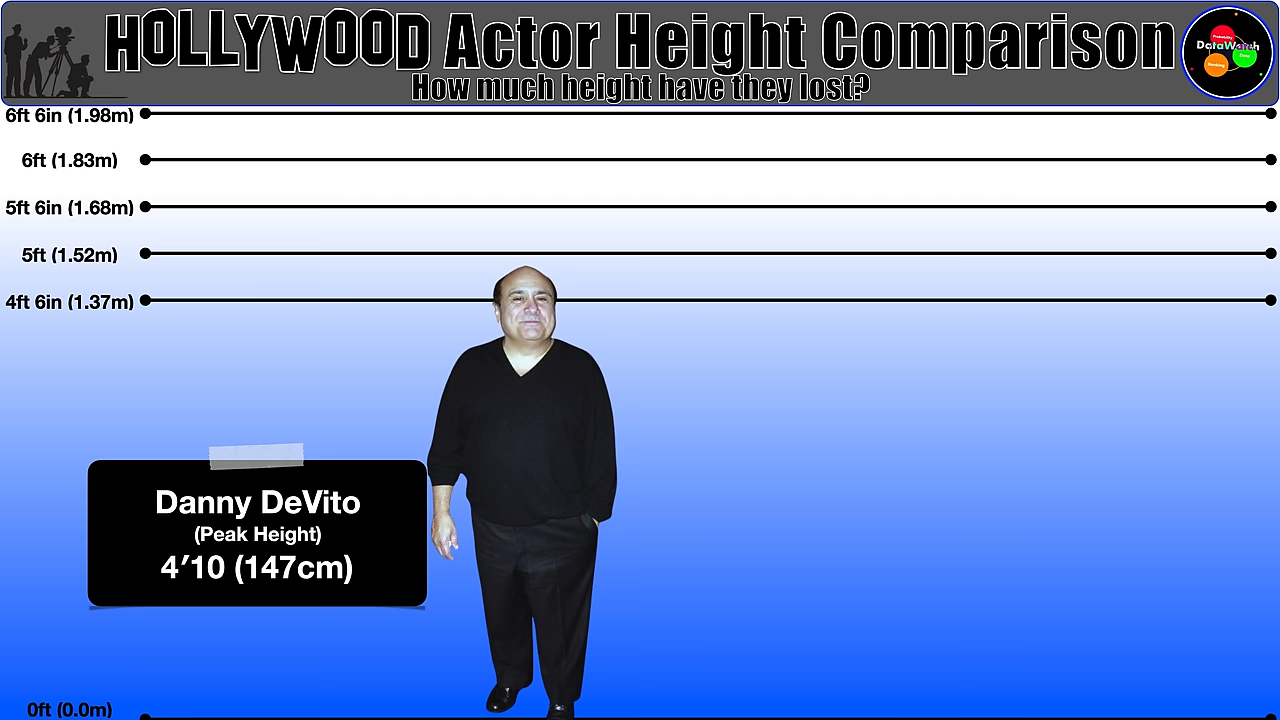 HOLLYWOOD Actor Height Comparison
How much height have they lost?
DataWatch
6ft 6in (1.98m)
6ft (1.83m)
5ft 6in (1.68m)
5ft (1.52m)
4ft 6in (1.37m)
Danny DeVito
(Peak Height)
4’10 (147cm)
0ft (0.0m)